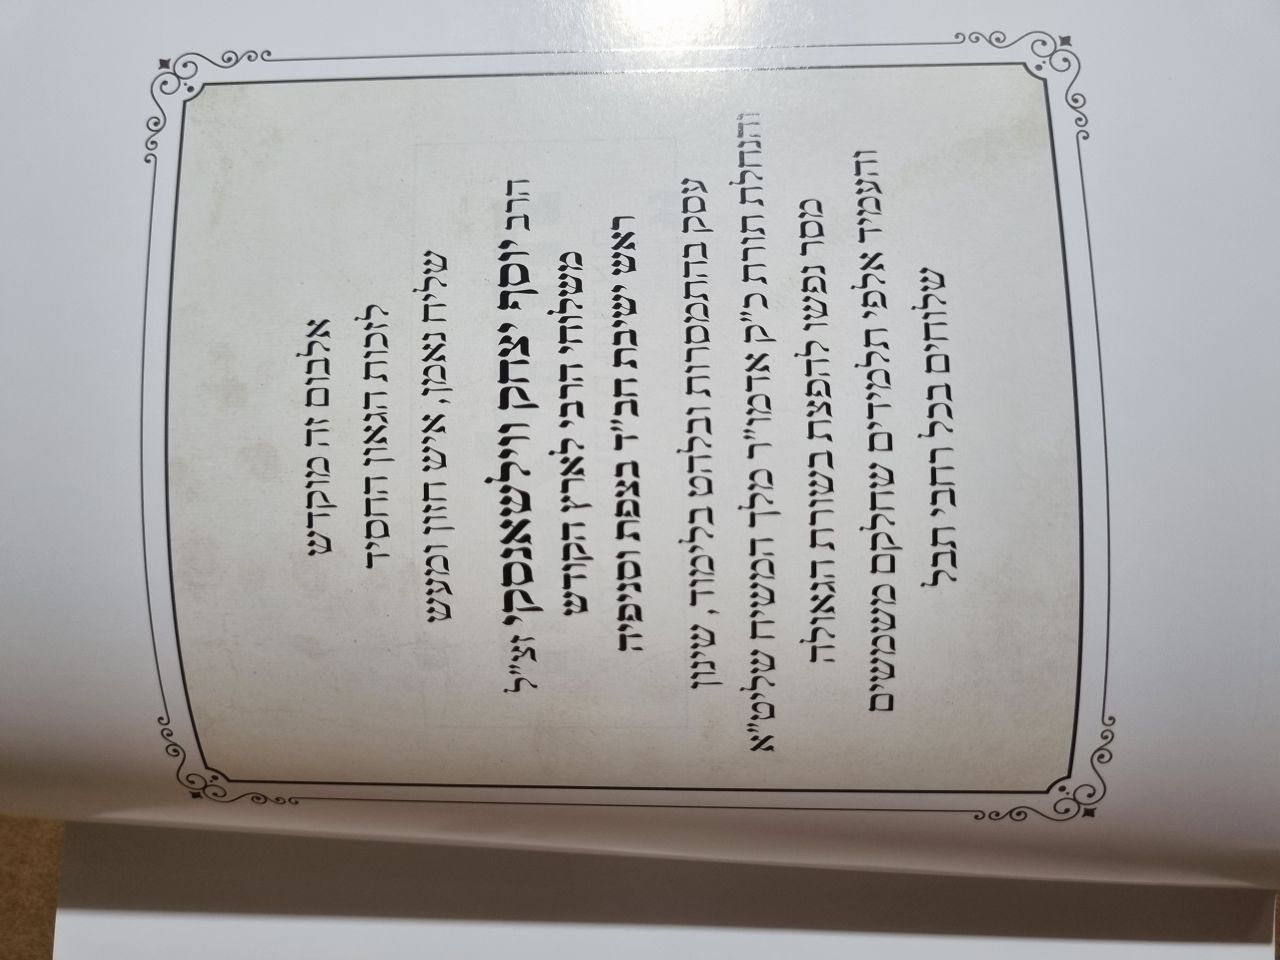 אלבום זה מוקדש
לזכות הגאון החסיד
שליח נאמן, איש חזון ומעש
הרב יוסף יצחק ווילשאנסקי זצ"ל
משלוחי הרבי לארץ הקודש
ראש ישיבת חב"ד בצפת וסניפיה
עסק בהתמסרות ובלהט בלימוד, שינון
והנחלת תורת כ"ק אדמו"ר מלך המשיח שליט"א
מסר נפשו להפצת בשורת הגאולה
והעמיד אלפי תלמידים שחלקם משמשים
שלוחים בכל רחבי תבל